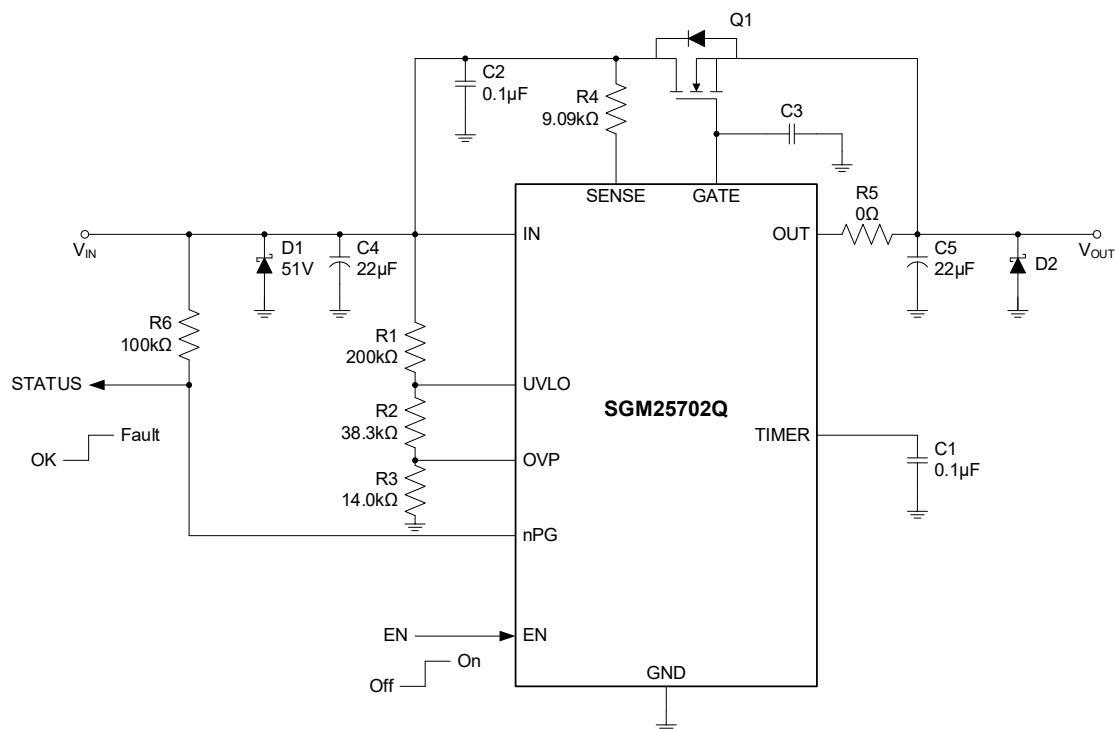 Q1
C2
0.1µF
R4
9.09kΩ
C3
SENSE
GATE
R5
0Ω
VIN
D1
51V
C4
22µF
IN
OUT
C5
22µF
D2
VOUT
R6
100kΩ
R1
200kΩ
STATUS
UVLO
SGM25702Q
Fault
OK
R2
38.3kΩ
TIMER
OVP
C1
0.1µF
R3
14.0kΩ
nPG
EN
EN
On
Off
GND